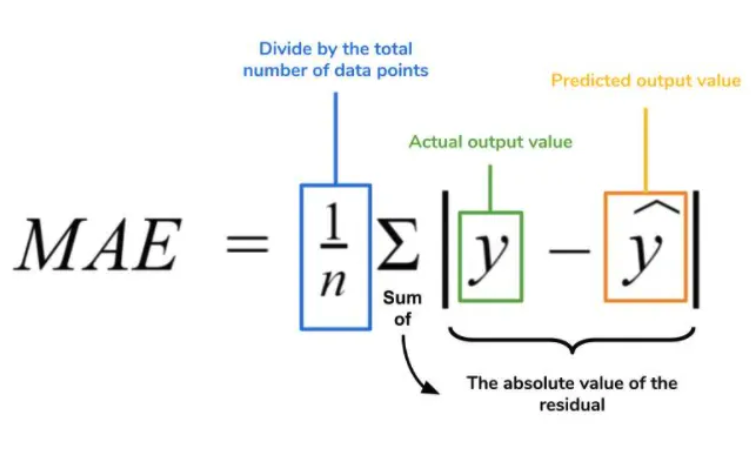 Divide by the total
number of data points
Predicted output value
Actual output value
MAE = 1/n Σ |y − ŷ|
Sum
of
The absolute value of the
residual